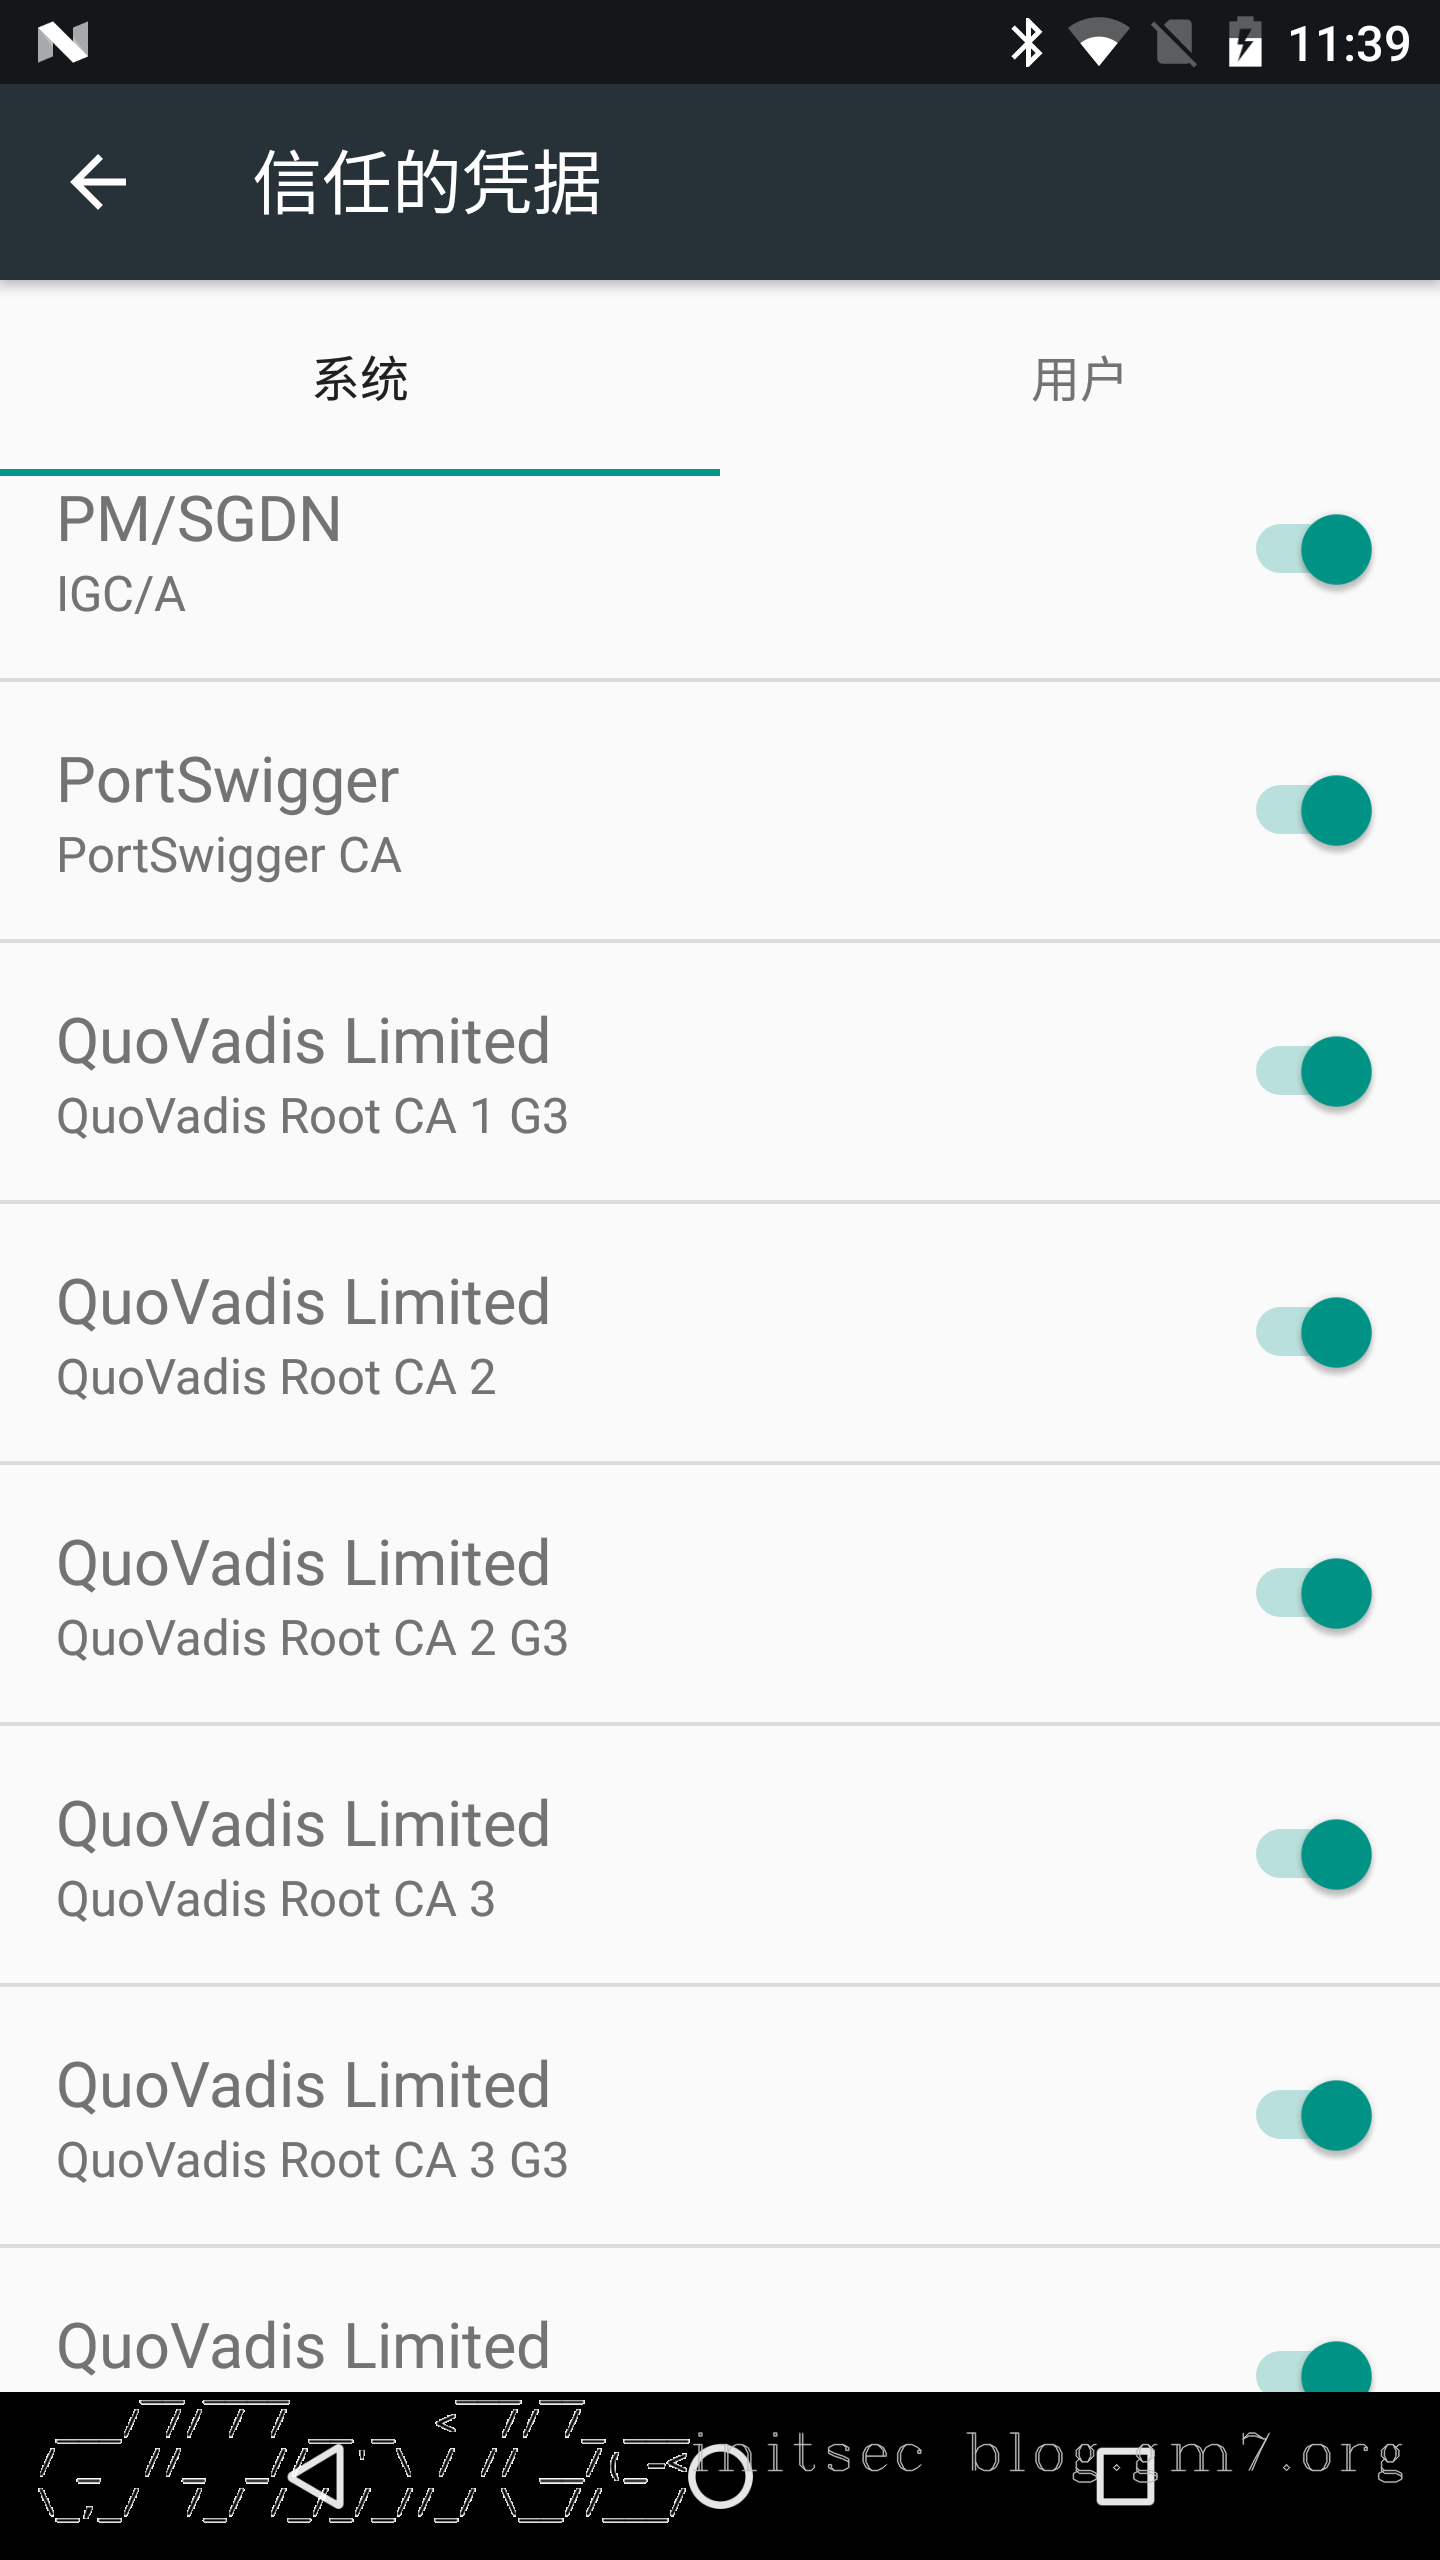 11:39
信任的凭据
系统
用户
PM/SGDN
IGC/A
PortSwigger
PortSwigger CA
QuoVadis Limited
QuoVadis Root CA 1 G3
QuoVadis Limited
QuoVadis Root CA 2
QuoVadis Limited
QuoVadis Root CA 2 G3
QuoVadis Limited
QuoVadis Root CA 3
QuoVadis Limited
QuoVadis Root CA 3 G3
QuoVadis Limited
initsec blog.gm7.org